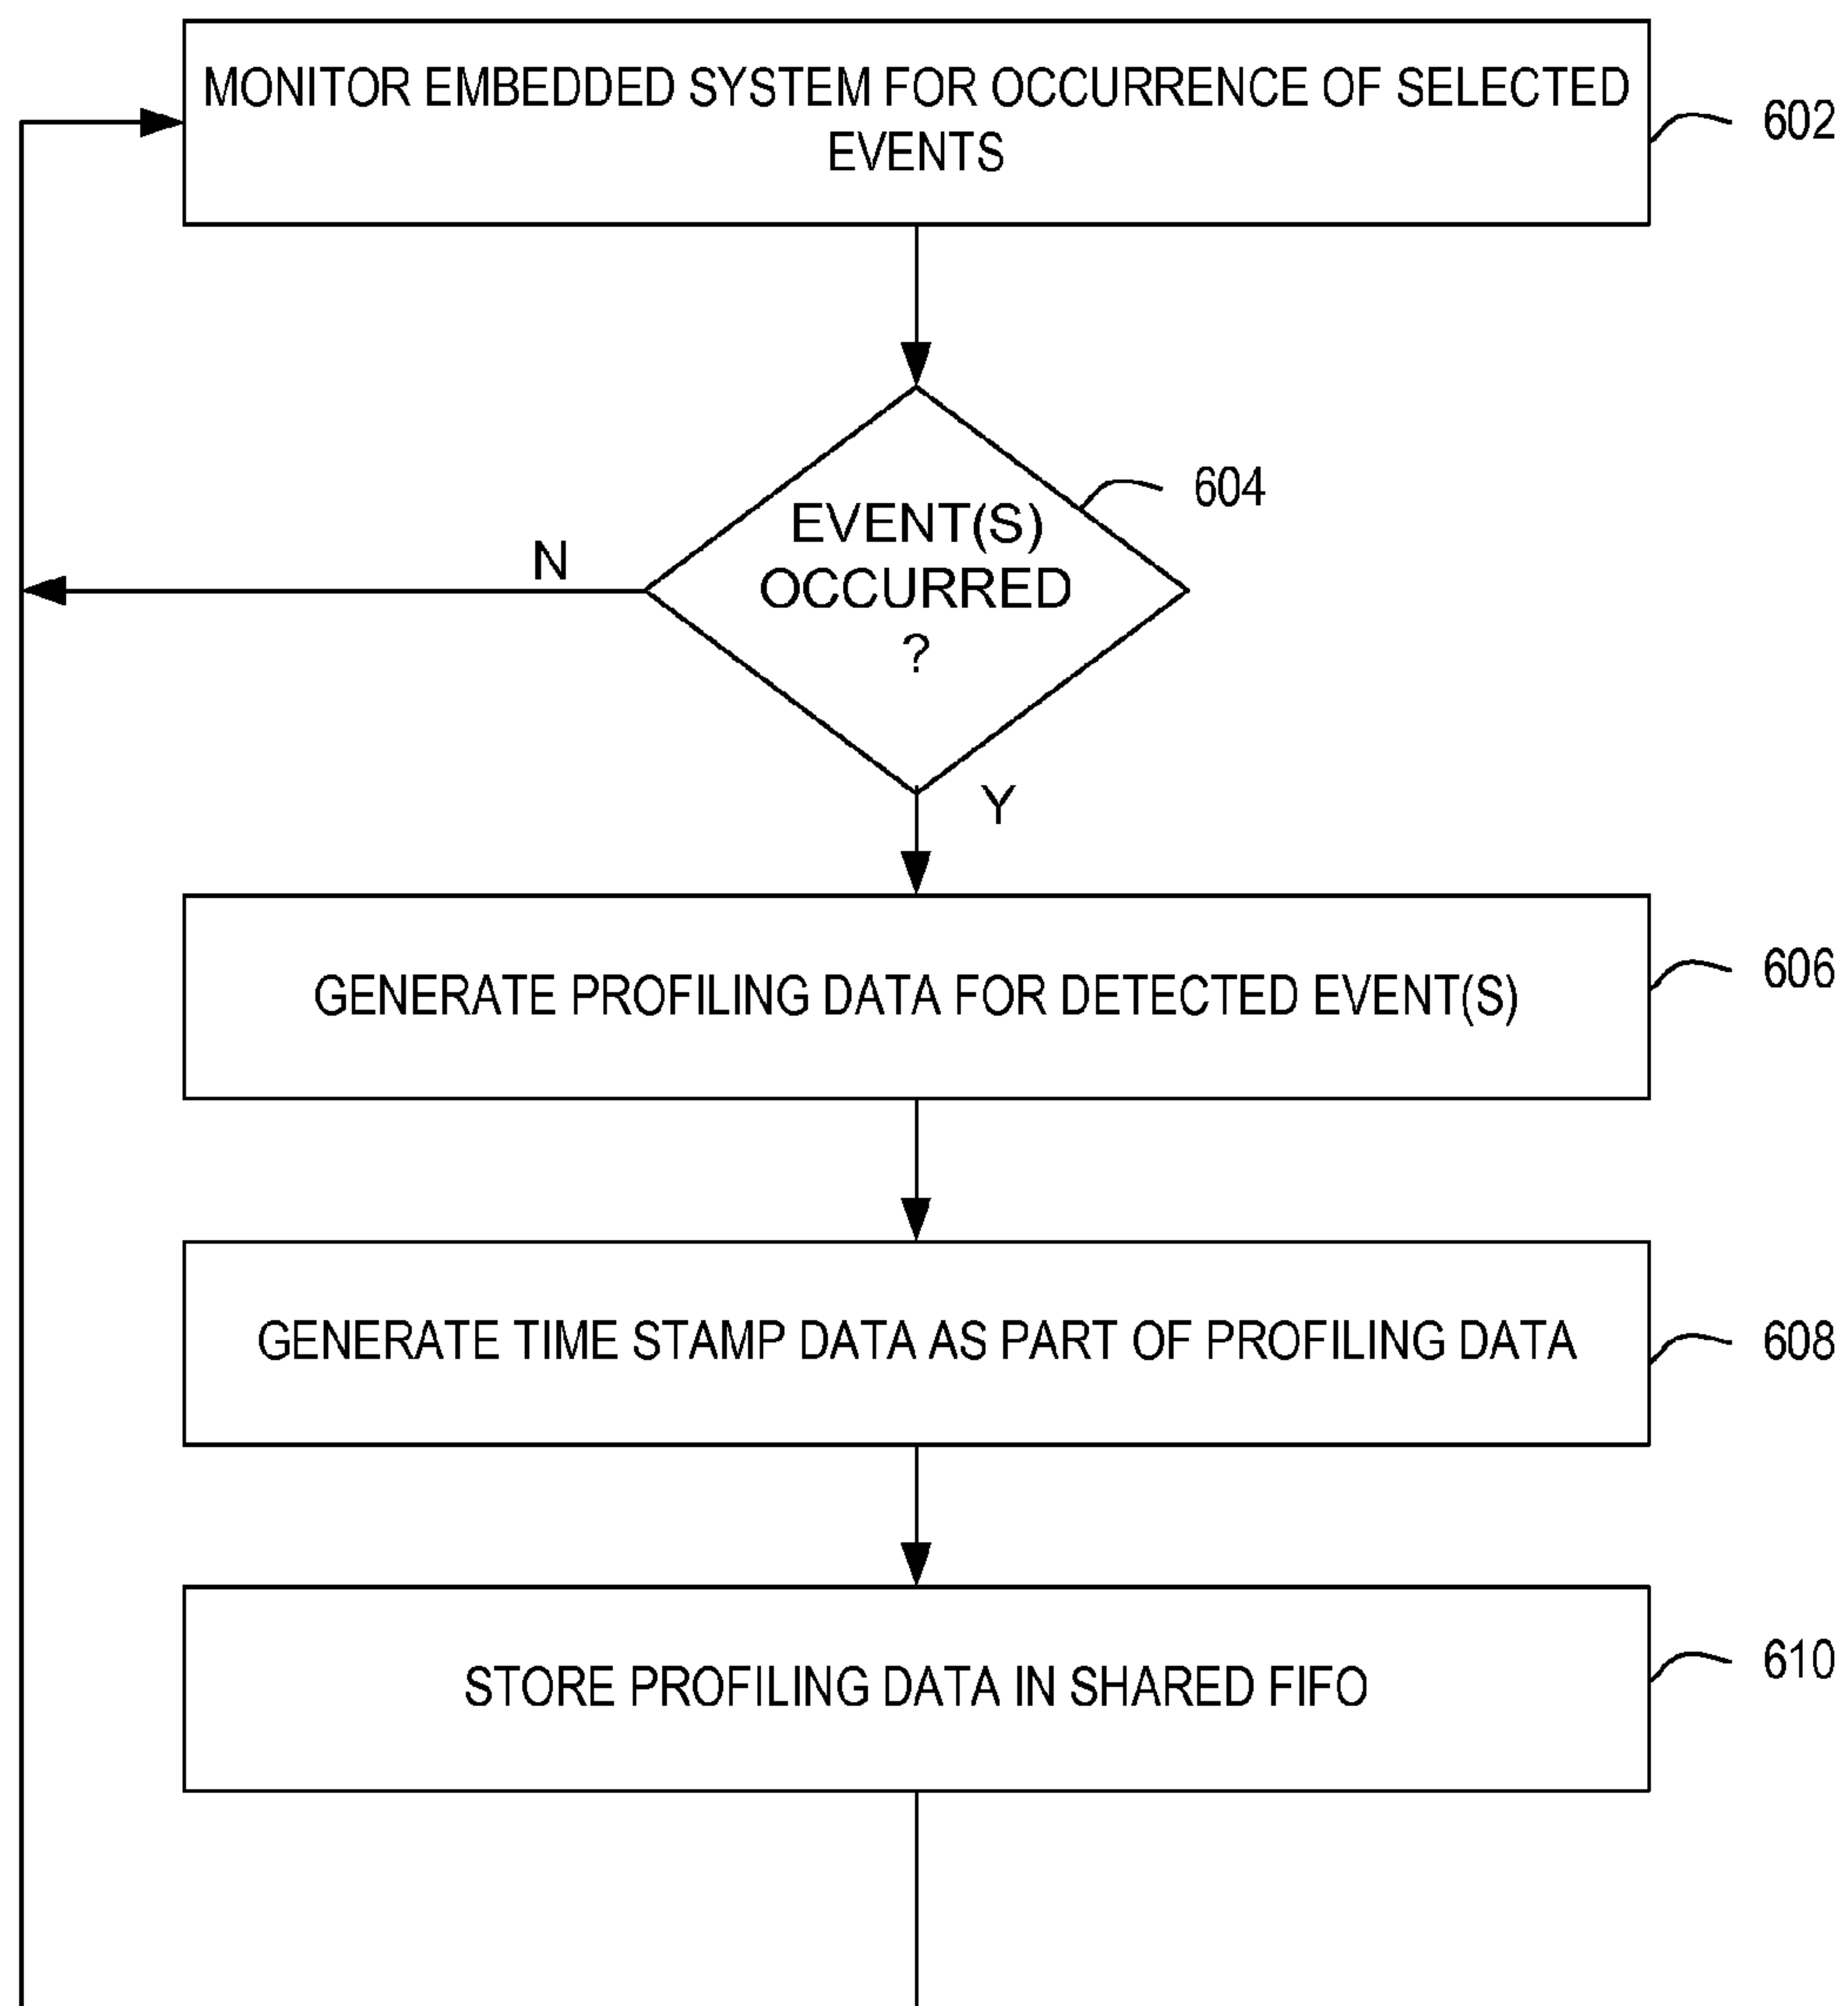 MONITOR EMBEDDED SYSTEM FOR OCCURRENCE OF SELECTED
EVENTS
602
604
EVENT(S)
OCCURRED
?
N
Y
GENERATE PROFILING DATA FOR DETECTED EVENT(S)
606
GENERATE TIME STAMP DATA AS PART OF PROFILING DATA
608
STORE PROFILING DATA IN SHARED FIFO
610